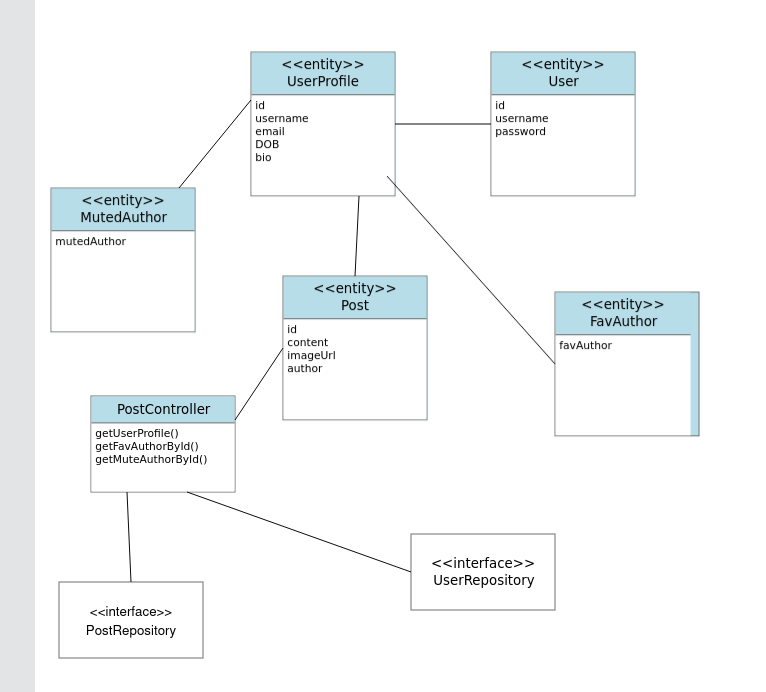 <<entity>>
UserProfile
id
username
email
DOB
bio
<<entity>>
User
id
username
password
<<entity>>
MutedAuthor
mutedAuthor
<<entity>>
Post
id
content
imageUrl
author
<<entity>>
FavAuthor
favAuthor
PostController
getUserProfile()
getFavAuthorById()
getMuteAuthorById()
<<interface>>
UserRepository
<<interface>>
PostRepository